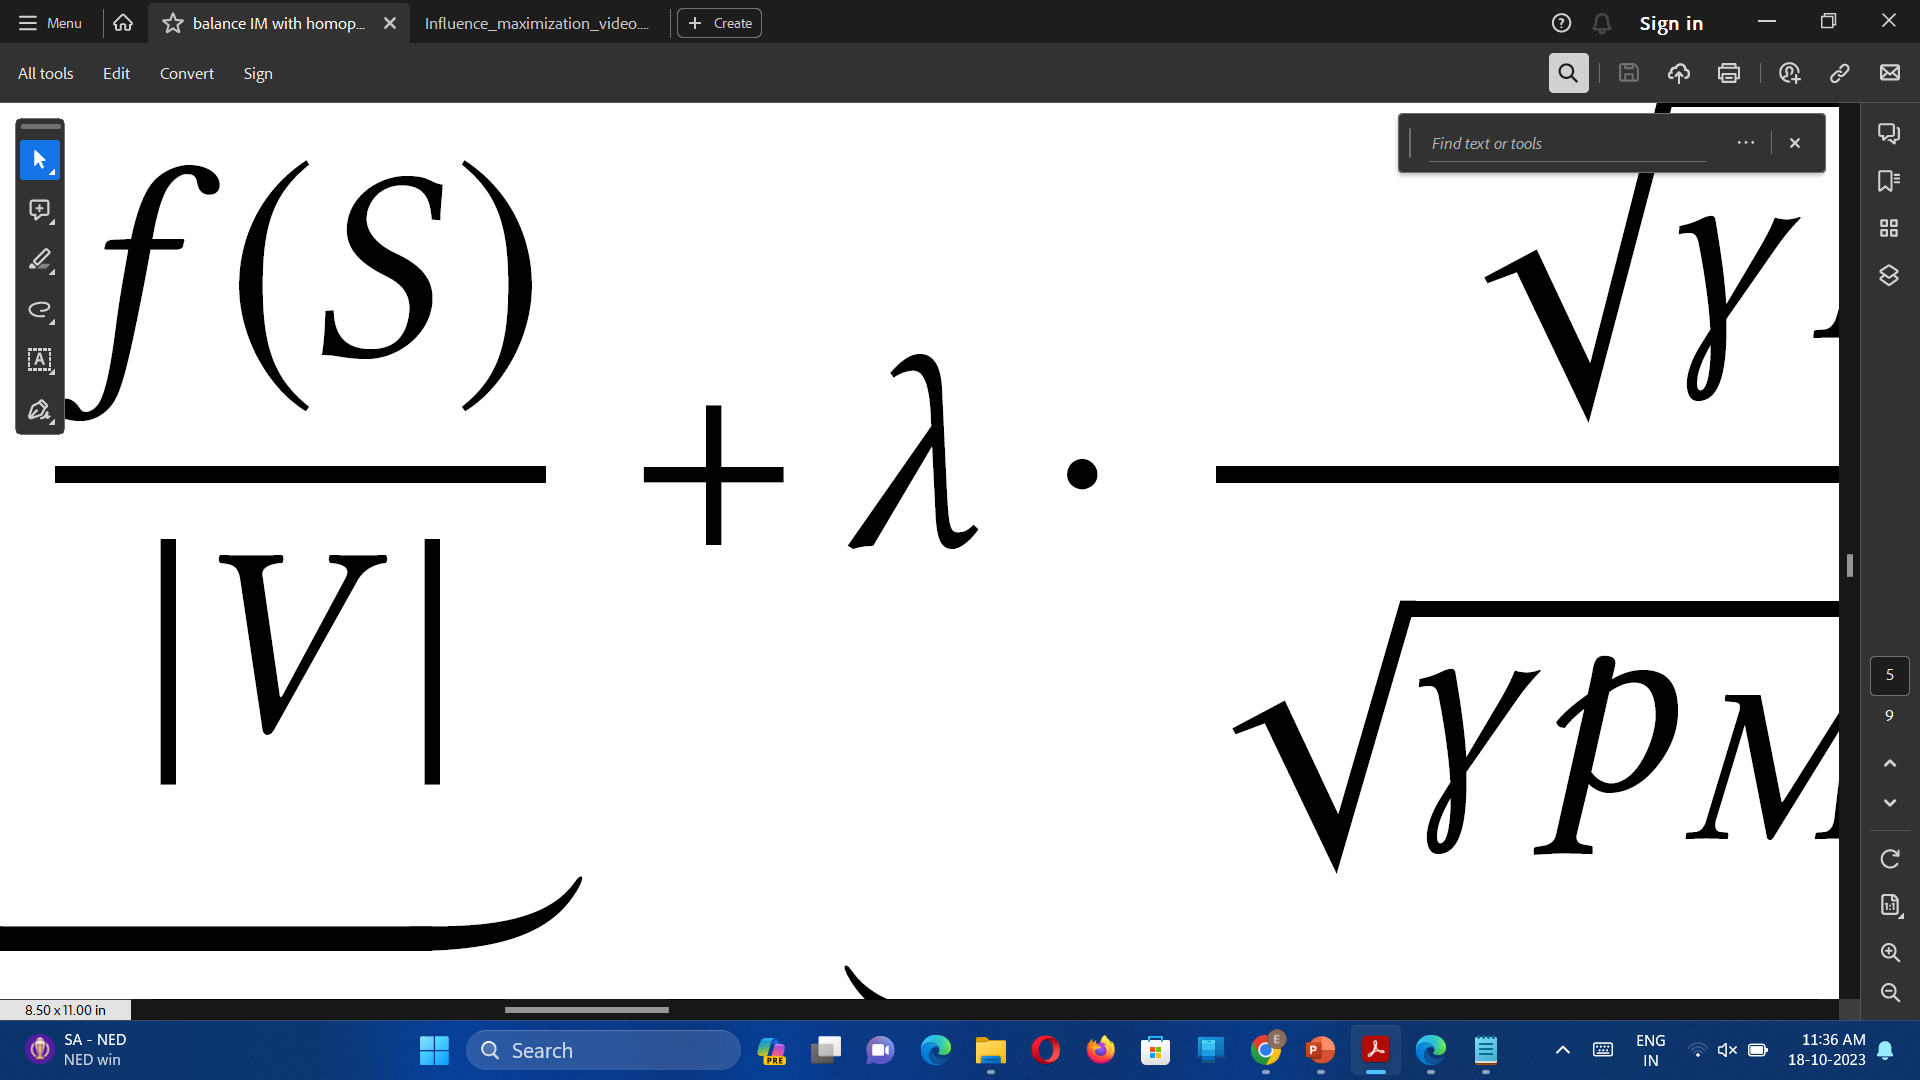 Menu
balance IM with homop...
Influence_maximization_video....
Create
Sign in
All tools
Edit
Convert
Sign
Find text or tools
f(S)
|V|
+ λ ·
√γ
√γp_M
5
9
8.50 x 11.00 in
SA - NED
NED win
Search
PRE
E
ENG
IN
11:36 AM
18-10-2023